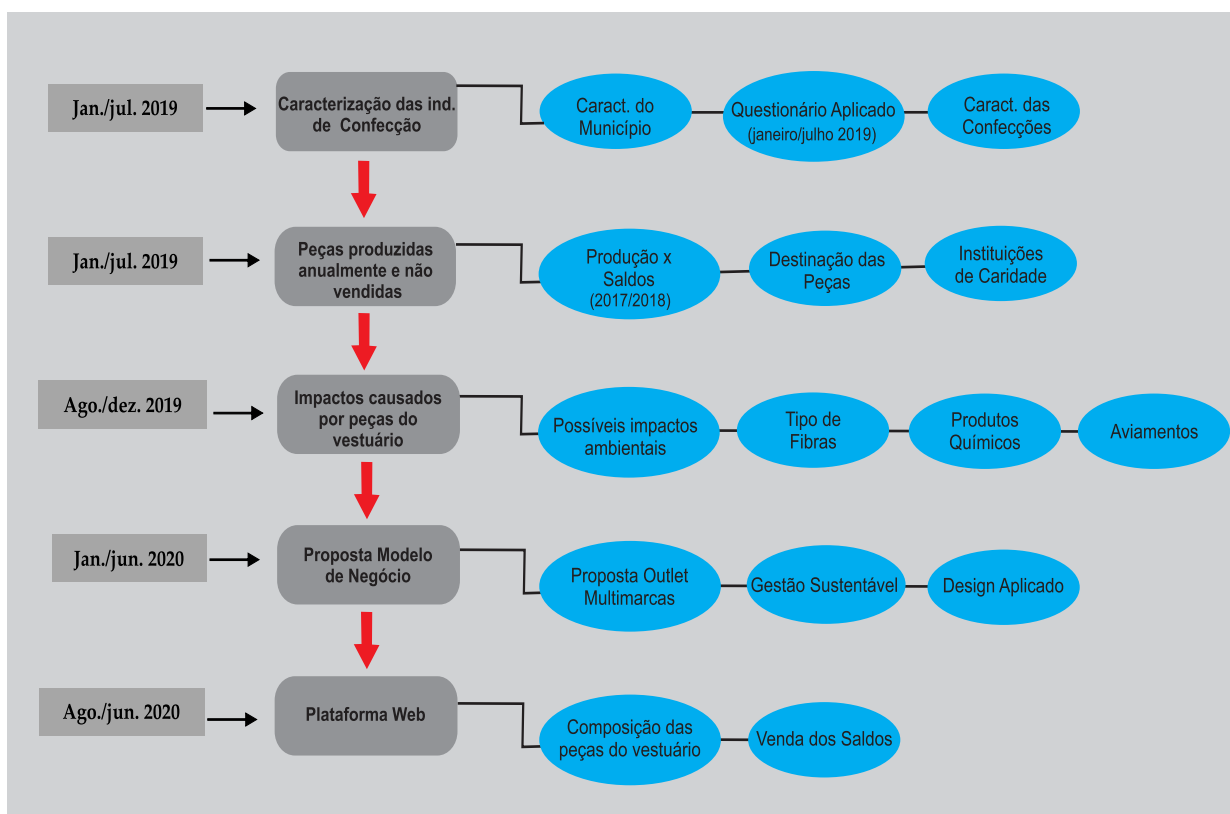 Jan./jul. 2019
Caracterização das ind.
de Confecção
Caract. do
Município
Questionário Aplicado
(janeiro/julho 2019)
Caract. das
Confecções
Jan./jul. 2019
Peças produzidas
anualmente e não
vendidas
Produção x
Saldos
(2017/2018)
Destinação das
Peças
Instituições
de Caridade
Ago./dez. 2019
Impactos causados
por peças do
vestuário
Possíveis impactos
ambientais
Tipo de
Fibras
Produtos
Químicos
Aviamentos
Jan./jun. 2020
Proposta Modelo
de Negócio
Proposta Outlet
Multimarcas
Gestão Sustentável
Design Aplicado
Ago./jun. 2020
Plataforma Web
Composição das
peças do vestuário
Venda dos Saldos